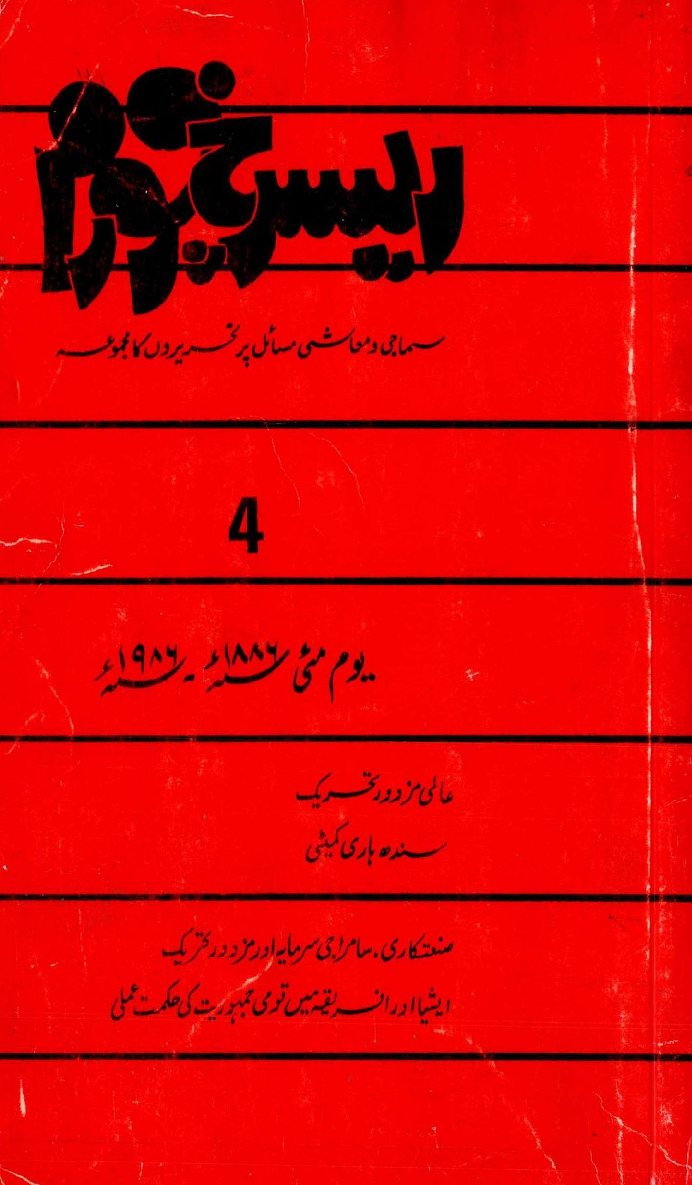 ریسرچ فورم
سماجی و معاشی مسائل پر تحریروں کا مجموعہ
4
یوم مئی ۱۸۸۶ء - ۱۹۸۶ء
عالمی مزدور تحریک
سندھ ہاری کمیٹی
صنعتکاری، سامراجی سرمایہ اور مزدور تحریک
ایشیا اور افریقہ میں قومی جمہوریت کی حکمت عملی